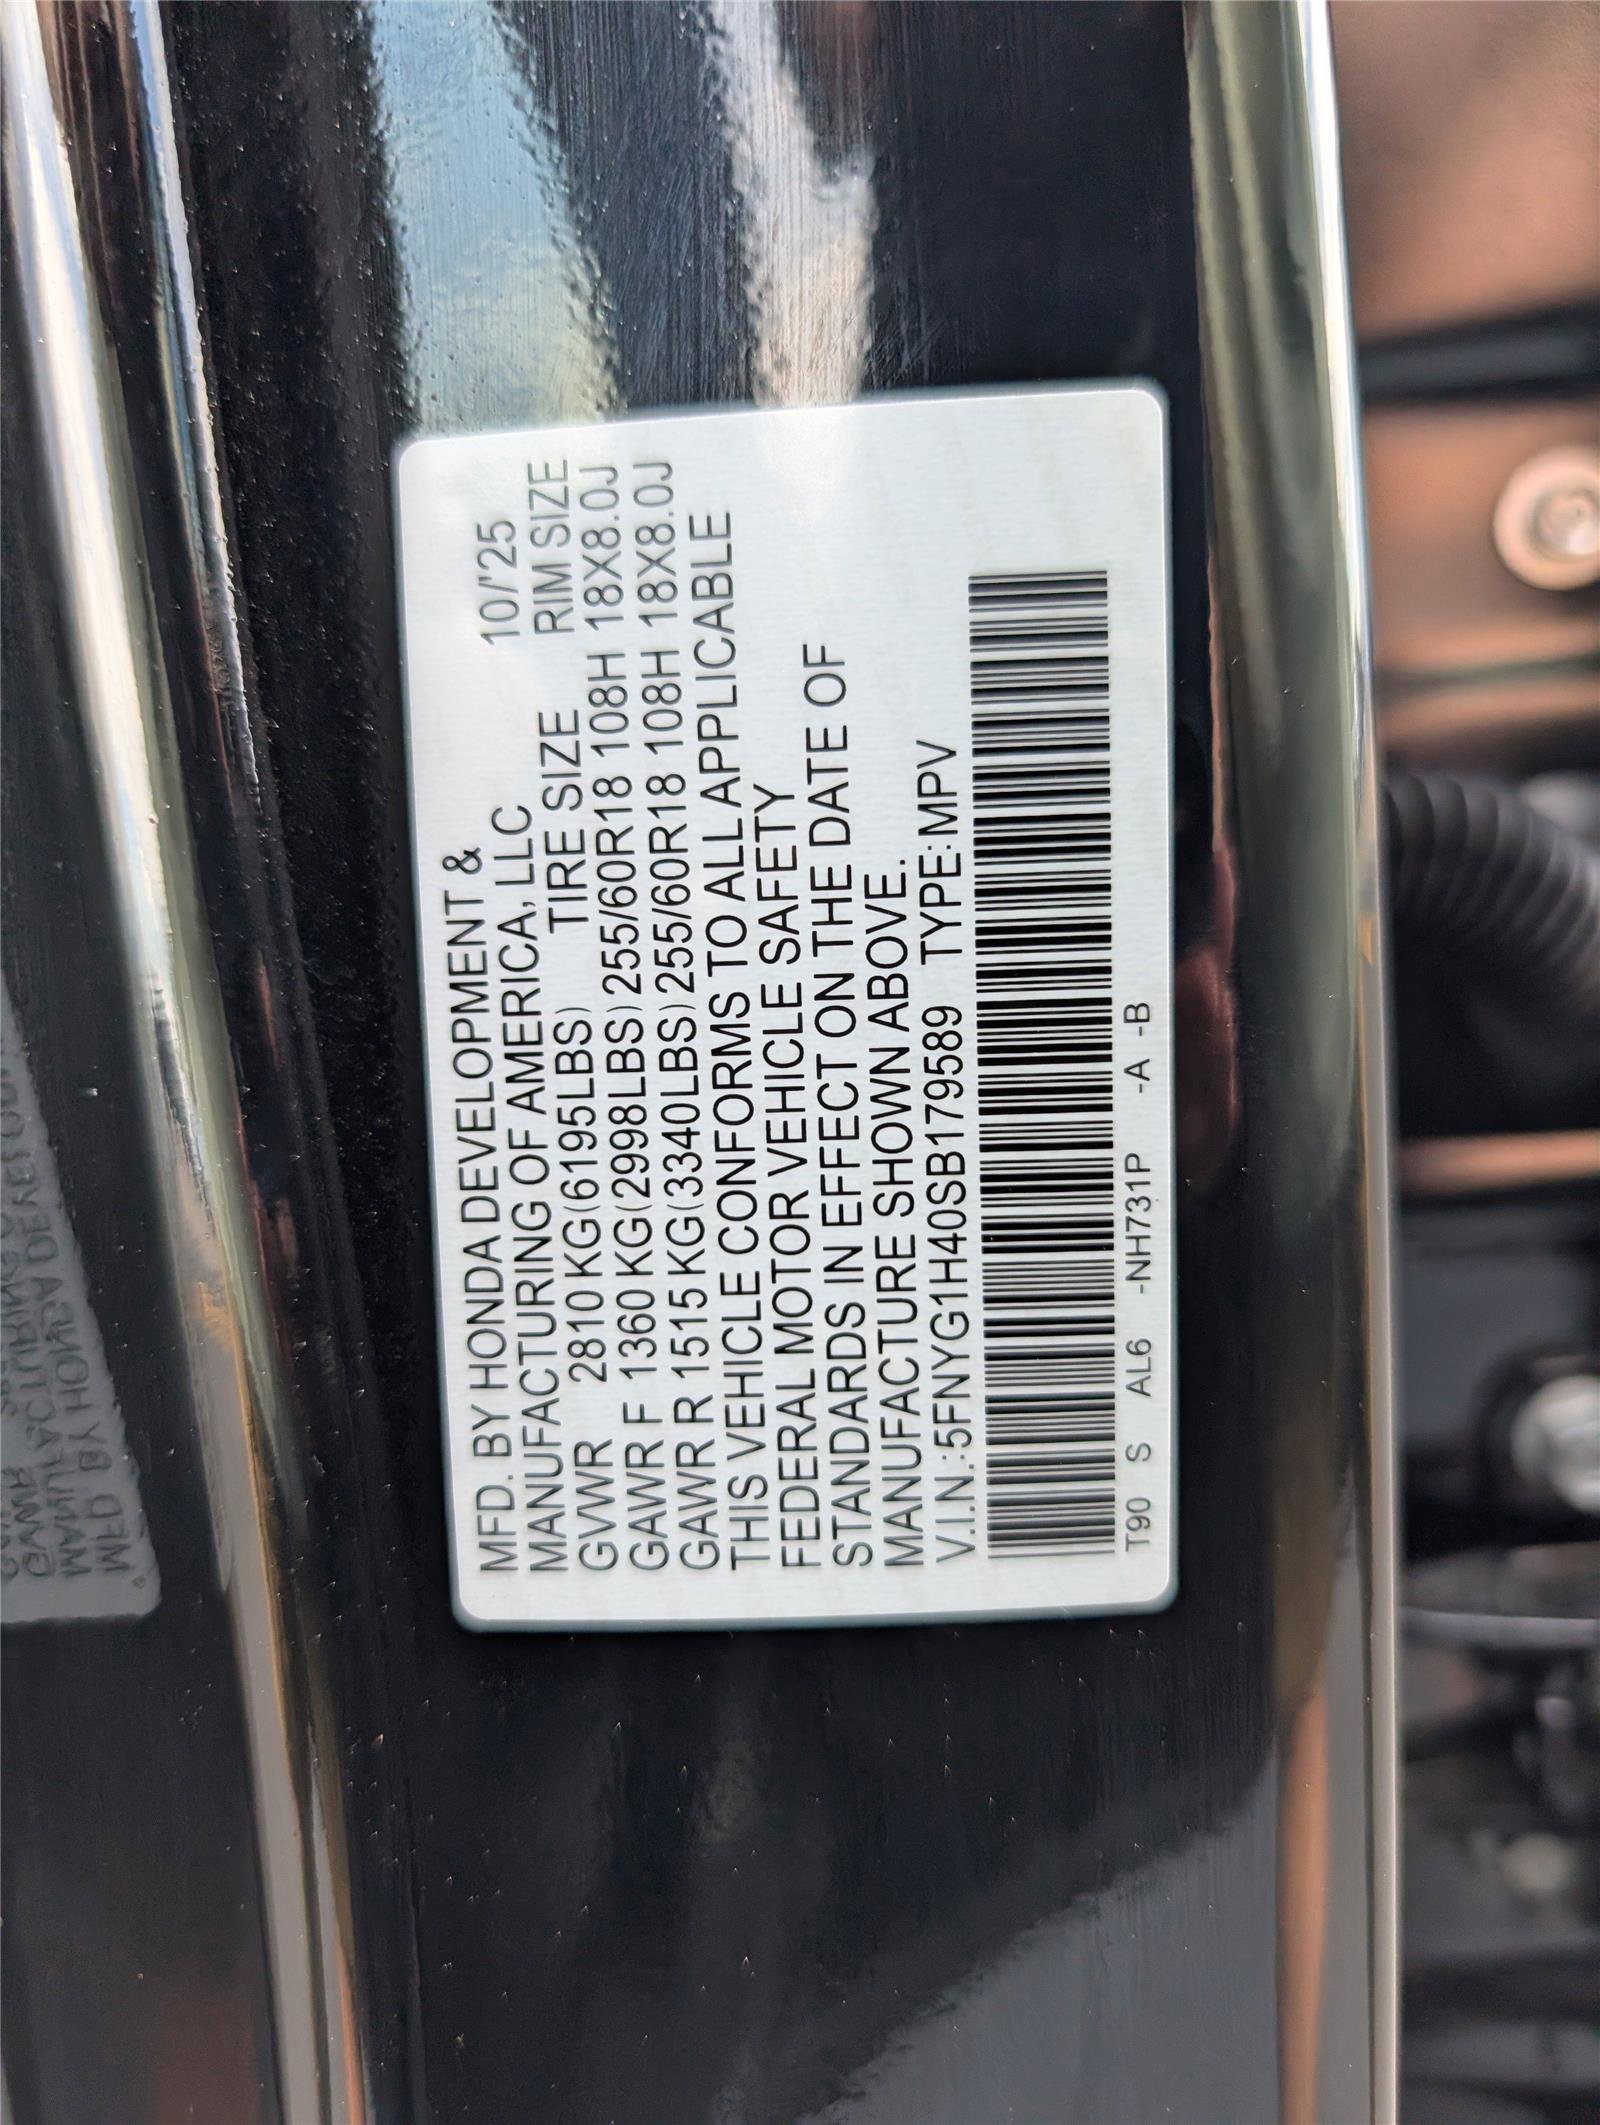 MFD. BY HONDA DEVELOPMENT &
MANUFACTURING OF AMERICA, LLC 10/'25
GVWR 2810 KG(6195LBS) TIRE SIZE RIM SIZE
GAWR F 1360 KG(2998LBS) 255/60R18 108H 18X8.0J
GAWR R 1515 KG(3340LBS) 255/60R18 108H 18X8.0J
THIS VEHICLE CONFORMS TO ALL APPLICABLE
FEDERAL MOTOR VEHICLE SAFETY
STANDARDS IN EFFECT ON THE DATE OF
MANUFACTURE SHOWN ABOVE.
V.I.N.:5FNYG1H40SB179589 TYPE:MPV
T90 S AL6 -NH731P -A -B